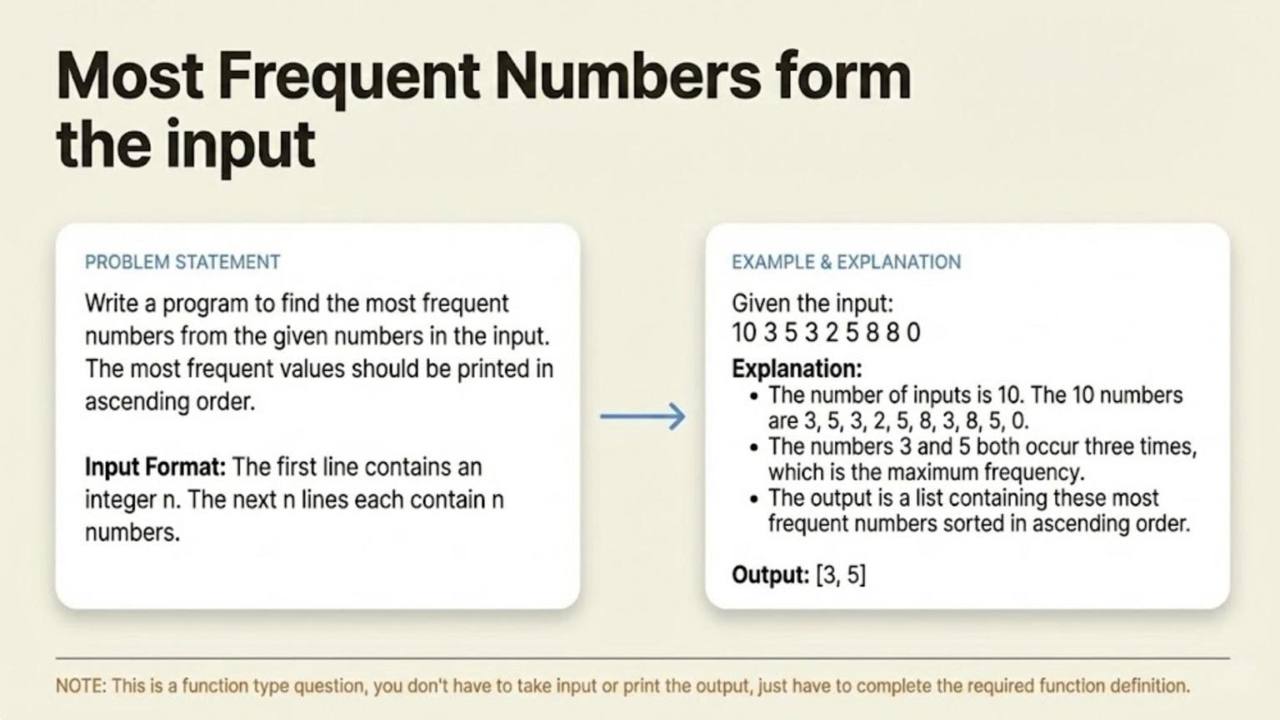 Most Frequent Numbers form
the input
PROBLEM STATEMENT
Write a program to find the most frequent
numbers from the given numbers in the input.
The most frequent values should be printed in
ascending order.
Input Format: The first line contains an
integer n. The next n lines each contain n
numbers.
EXAMPLE & EXPLANATION
Given the input:
10 3 5 3 2 5 8 8 0
Explanation:
• The number of inputs is 10. The 10 numbers
are 3, 5, 3, 2, 5, 8, 3, 8, 5, 0.
• The numbers 3 and 5 both occur three times,
which is the maximum frequency.
• The output is a list containing these most
frequent numbers sorted in ascending order.
Output: [3, 5]
NOTE: This is a function type question, you don't have to take input or print the output, just have to complete the required function definition.